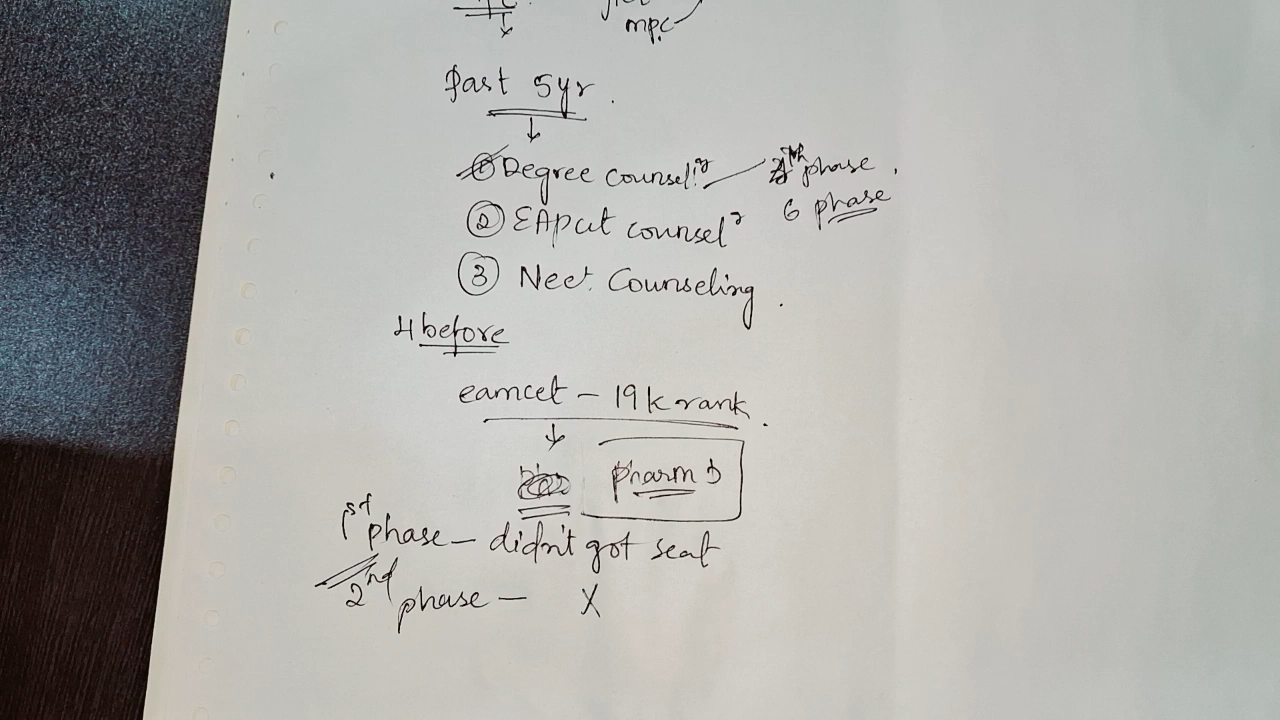 mpc
Past 5yr.
① Degree counsel 4th phase.
6 phase
② EAPcet counsel
③ Neet. Counseling.
4 before
eamcet - 19k rank.
pharm D
1st phase - didn't got seat
2nd phase - X